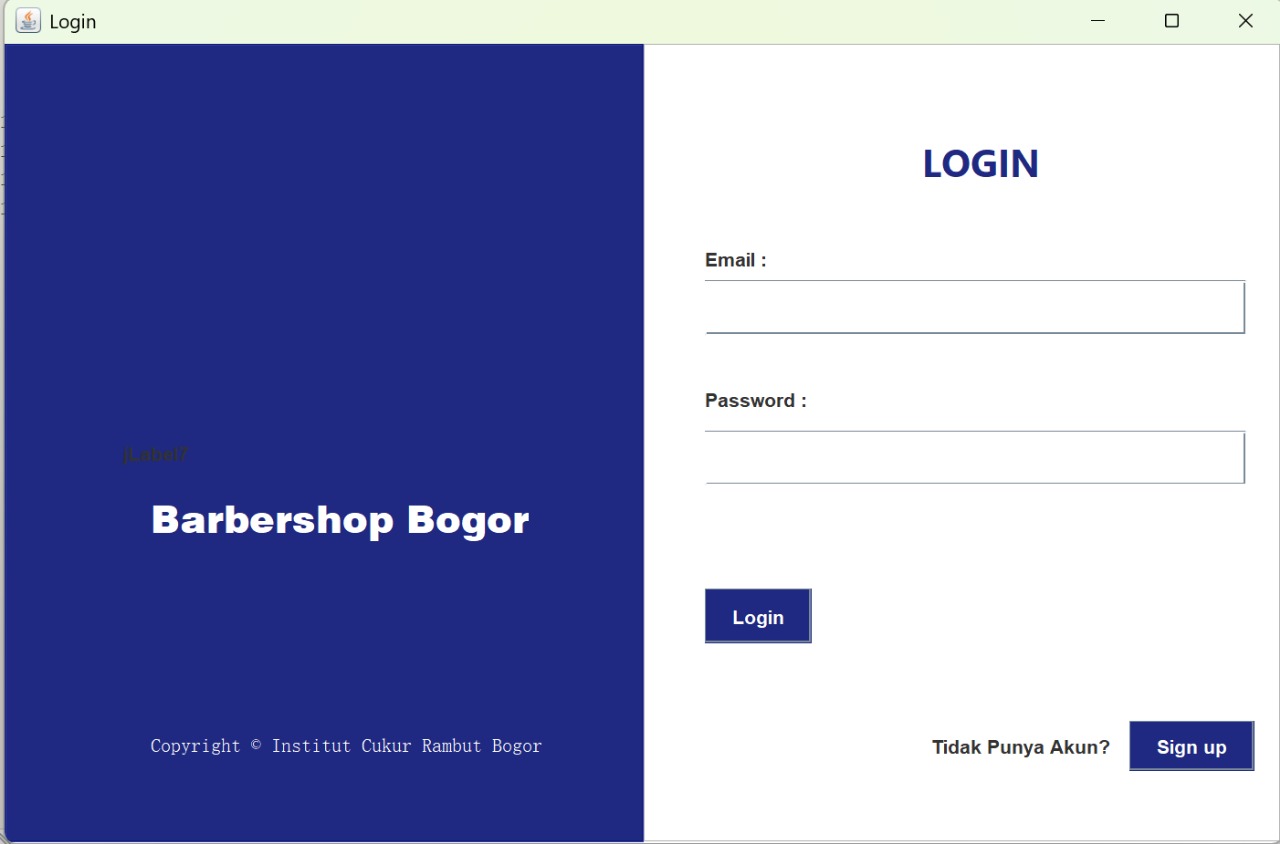 Login
jLabel7
Barbershop Bogor
Copyright © Institut Cukur Rambut Bogor
LOGIN
Email :
Password :
Login
Tidak Punya Akun?
Sign up